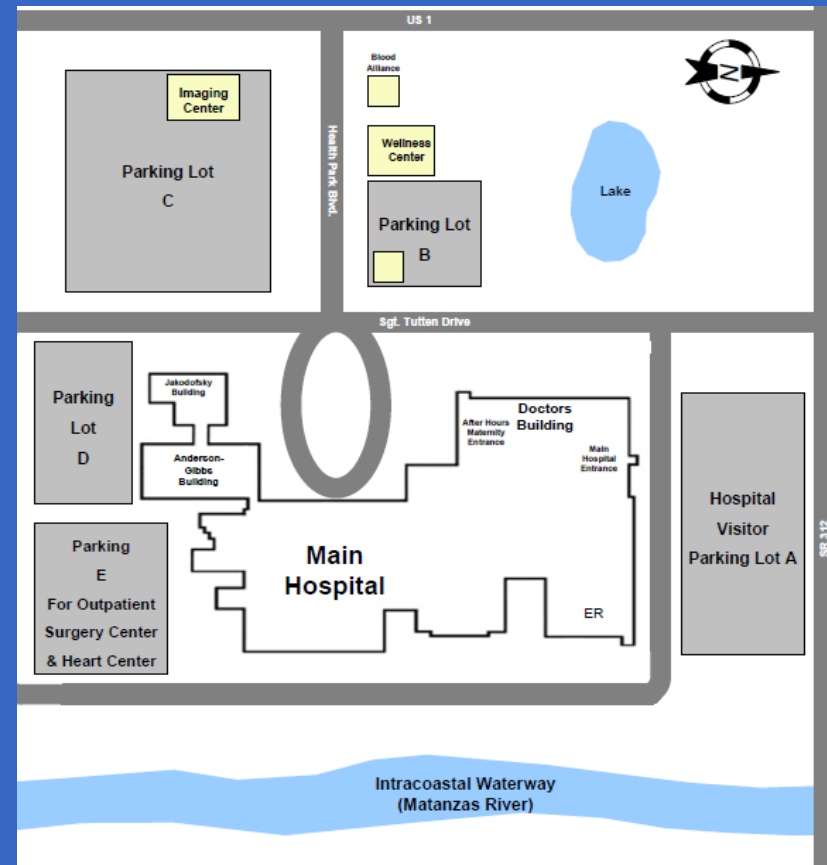 US 1
Blood
Alliance
N
Imaging
Center
Health Park Blvd.
Wellness
Center
Parking Lot
C
Lake
Parking Lot
B
Sgt. Tutten Drive
Jakodofsky
Building
Parking
Lot
D
Doctors
Building
After Hours
Maternity
Entrance
Main
Hospital
Entrance
Anderson-
Gibbs
Building
Hospital
Visitor
Parking Lot A
SR 312
Parking
E
For Outpatient
Surgery Center
& Heart Center
Main
Hospital
ER
Intracoastal Waterway
(Matanzas River)